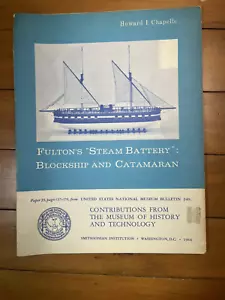 Howard I. Chapelle
FULTON'S "STEAM BATTERY":
BLOCKSHIP AND CATAMARAN
Paper 39, pages 137-176, from UNITED STATES NATIONAL MUSEUM BULLETIN 240
CONTRIBUTIONS
FROM THE MUSEUM OF HISTORY
AND TECHNOLOGY
SMITHSONIAN INSTITUTION • WASHINGTON, D.C. • 1964